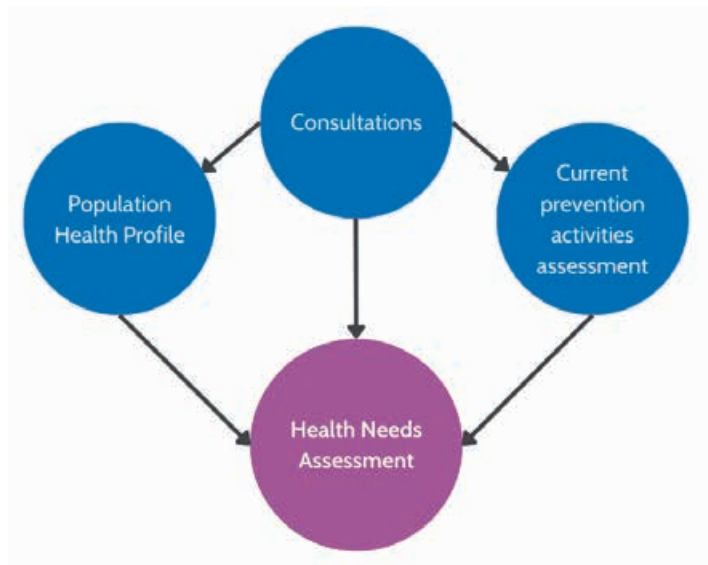 Consultations
Population
Health Profile
Current
prevention
activities
assessment
Health Needs
Assessment